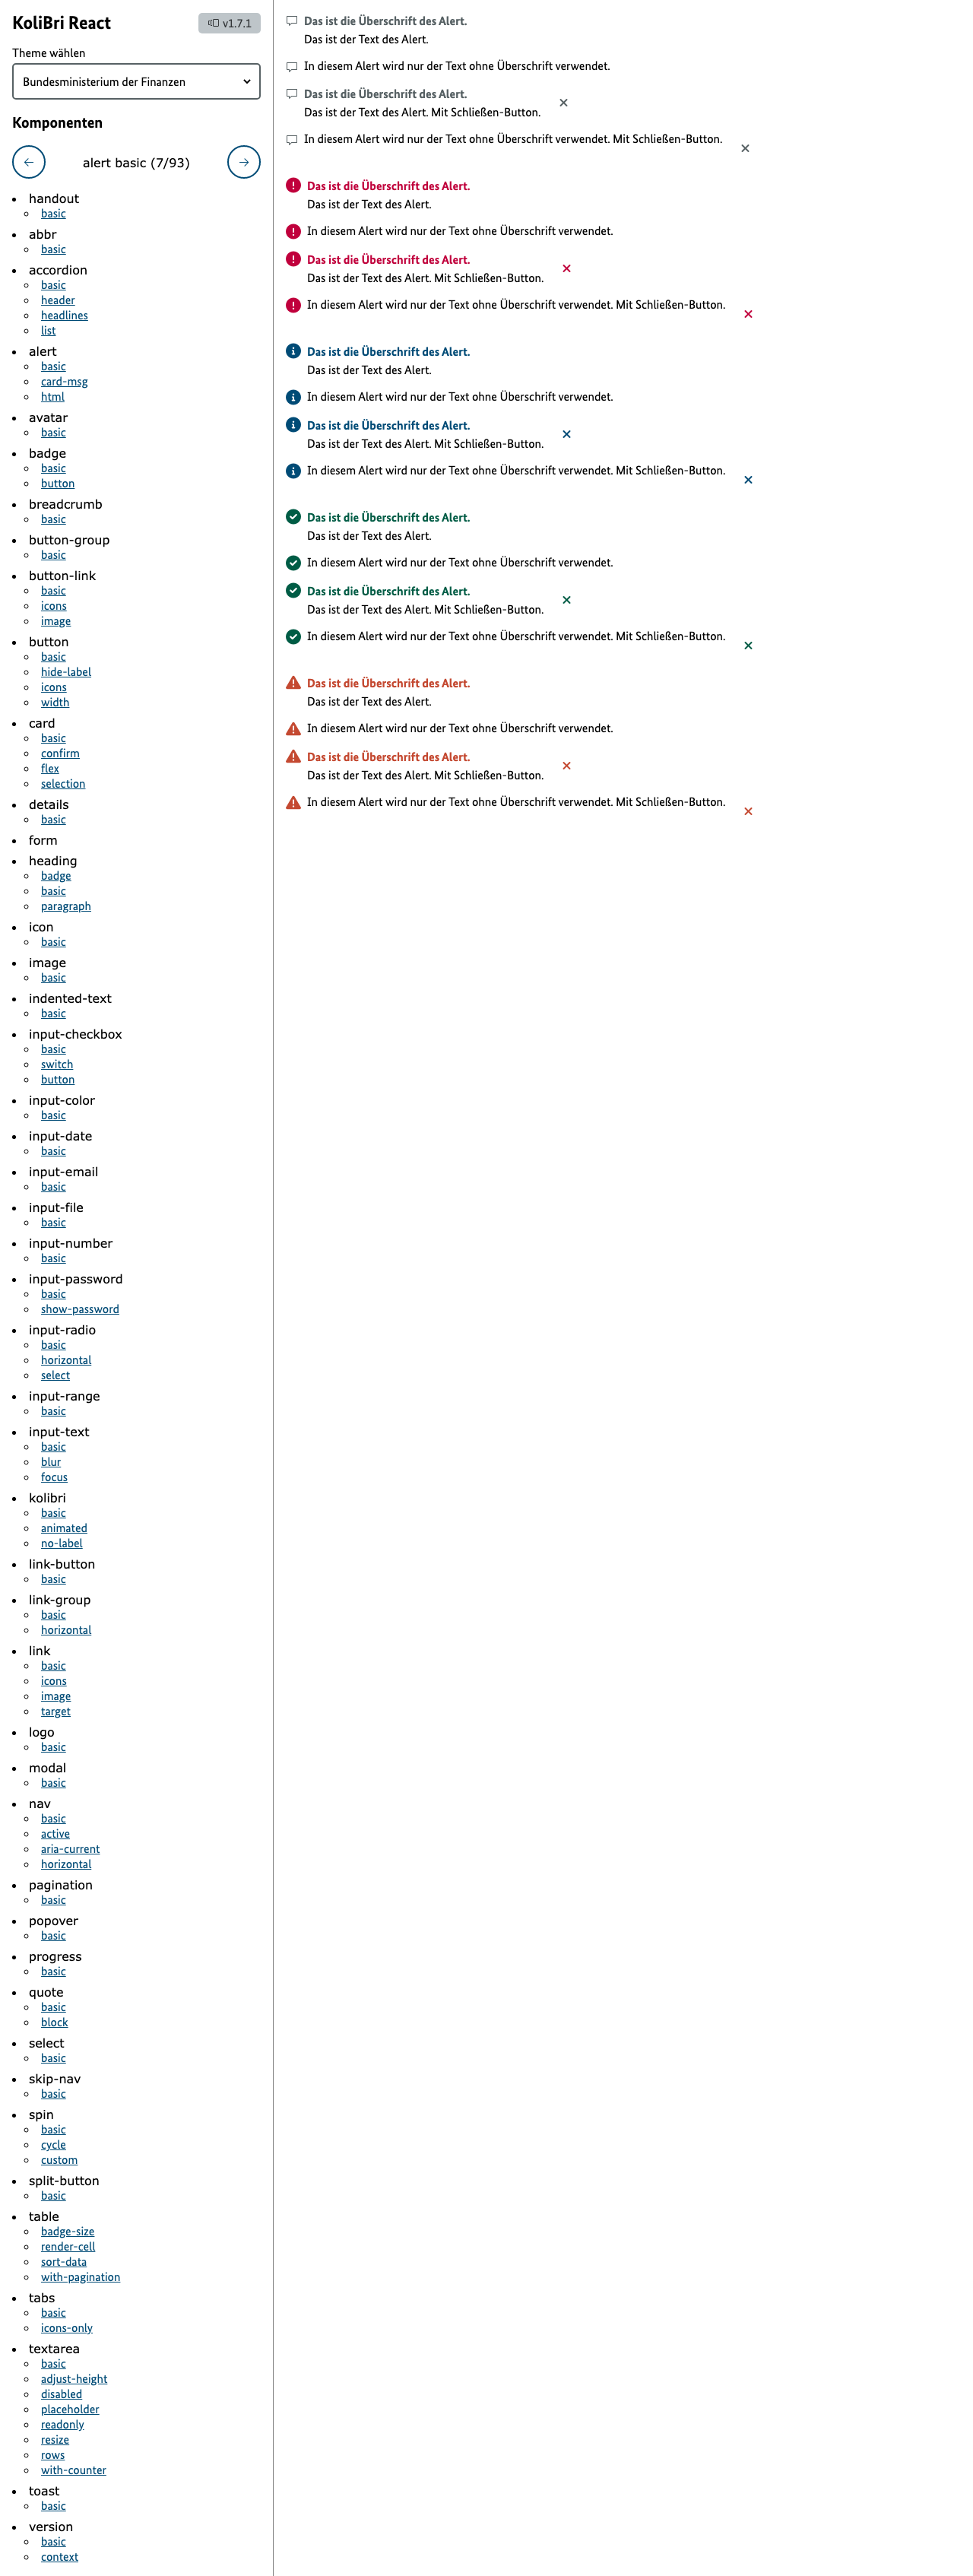 KoliBri React
v1.7.1
Theme wählen
Bundesministerium der Finanzen
Komponenten
alert basic (7/93)
handout
basic
abbr
basic
accordion
basic
header
headlines
list
alert
basic
card-msg
html
avatar
basic
badge
basic
button
breadcrumb
basic
button-group
basic
button-link
basic
icons
image
button
basic
hide-label
icons
width
card
basic
confirm
flex
selection
details
basic
form
heading
badge
basic
paragraph
icon
basic
image
basic
indented-text
basic
input-checkbox
basic
switch
button
input-color
basic
input-date
basic
input-email
basic
input-file
basic
input-number
basic
input-password
basic
show-password
input-radio
basic
horizontal
select
input-range
basic
input-text
basic
blur
focus
kolibri
basic
animated
no-label
link-button
basic
link-group
basic
horizontal
link
basic
icons
image
target
logo
basic
modal
basic
nav
basic
active
aria-current
horizontal
pagination
basic
popover
basic
progress
basic
quote
basic
block
select
basic
skip-nav
basic
spin
basic
cycle
custom
split-button
basic
table
badge-size
render-cell
sort-data
with-pagination
tabs
basic
icons-only
textarea
basic
adjust-height
disabled
placeholder
readonly
resize
rows
with-counter
toast
basic
version
basic
context
Das ist die Überschrift des Alert.
Das ist der Text des Alert.
In diesem Alert wird nur der Text ohne Überschrift verwendet.
Das ist die Überschrift des Alert.
Das ist der Text des Alert. Mit Schließen-Button.
In diesem Alert wird nur der Text ohne Überschrift verwendet. Mit Schließen-Button.
Das ist die Überschrift des Alert.
Das ist der Text des Alert.
In diesem Alert wird nur der Text ohne Überschrift verwendet.
Das ist die Überschrift des Alert.
Das ist der Text des Alert. Mit Schließen-Button.
In diesem Alert wird nur der Text ohne Überschrift verwendet. Mit Schließen-Button.
Das ist die Überschrift des Alert.
Das ist der Text des Alert.
In diesem Alert wird nur der Text ohne Überschrift verwendet.
Das ist die Überschrift des Alert.
Das ist der Text des Alert. Mit Schließen-Button.
In diesem Alert wird nur der Text ohne Überschrift verwendet. Mit Schließen-Button.
Das ist die Überschrift des Alert.
Das ist der Text des Alert.
In diesem Alert wird nur der Text ohne Überschrift verwendet.
Das ist die Überschrift des Alert.
Das ist der Text des Alert. Mit Schließen-Button.
In diesem Alert wird nur der Text ohne Überschrift verwendet. Mit Schließen-Button.
Das ist die Überschrift des Alert.
Das ist der Text des Alert.
In diesem Alert wird nur der Text ohne Überschrift verwendet.
Das ist die Überschrift des Alert.
Das ist der Text des Alert. Mit Schließen-Button.
In diesem Alert wird nur der Text ohne Überschrift verwendet. Mit Schließen-Button.